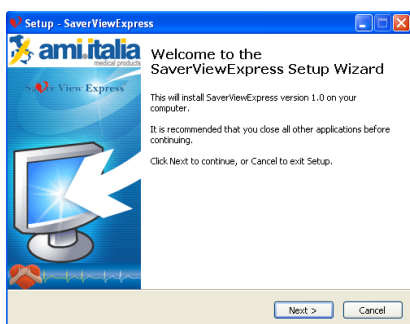 Setup - SaverViewExpress
ami.italia
medical products
Saver View Express
Welcome to the
SaverViewExpress Setup Wizard
This will install SaverViewExpress version 1.0 on your
computer.
It is recommended that you close all other applications before
continuing.
Click Next to continue, or Cancel to exit Setup.
Next >
Cancel